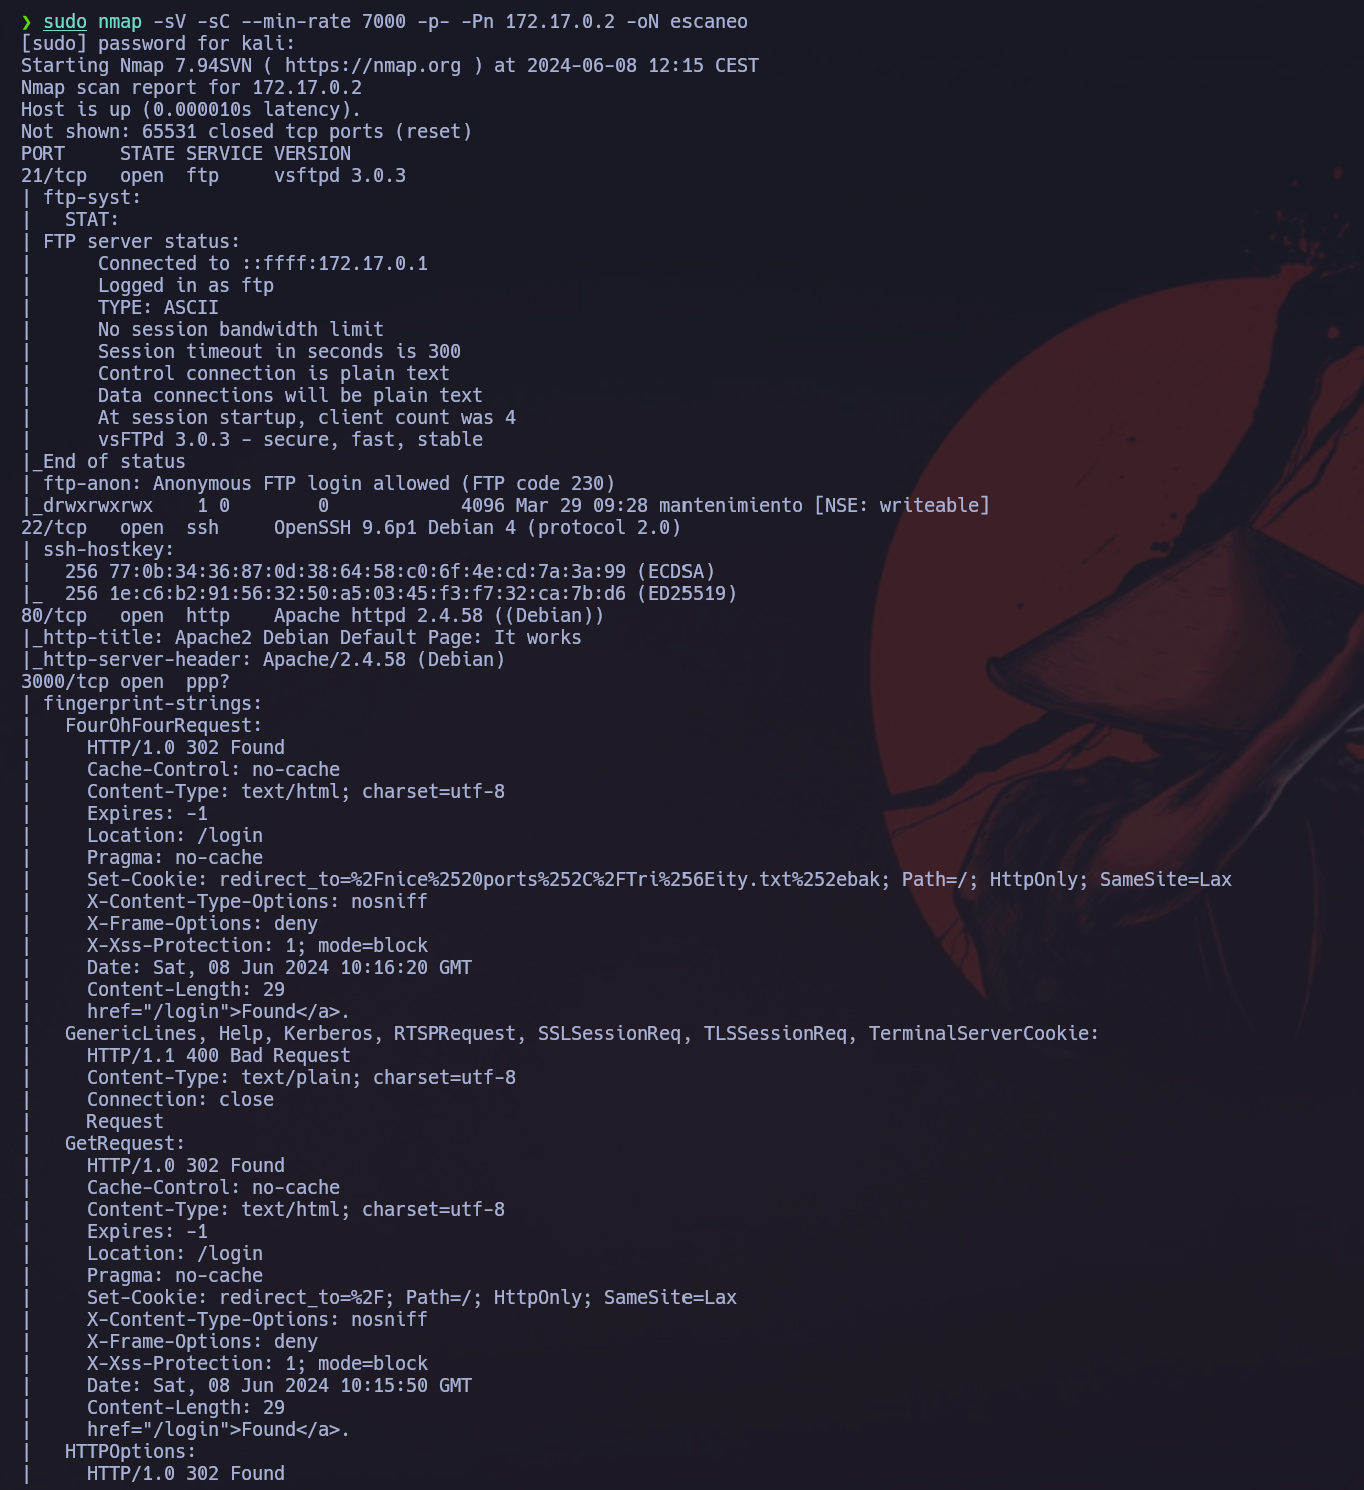 ❯ sudo nmap -sV -sC --min-rate 7000 -p- -Pn 172.17.0.2 -oN escaneo
[sudo] password for kali:
Starting Nmap 7.94SVN ( https://nmap.org ) at 2024-06-08 12:15 CEST
Nmap scan report for 172.17.0.2
Host is up (0.000010s latency).
Not shown: 65531 closed tcp ports (reset)
PORT     STATE SERVICE VERSION
21/tcp   open  ftp     vsftpd 3.0.3
| ftp-syst:
|   STAT:
| FTP server status:
|      Connected to ::ffff:172.17.0.1
|      Logged in as ftp
|      TYPE: ASCII
|      No session bandwidth limit
|      Session timeout in seconds is 300
|      Control connection is plain text
|      Data connections will be plain text
|      At session startup, client count was 4
|      vsFTPd 3.0.3 - secure, fast, stable
|_End of status
| ftp-anon: Anonymous FTP login allowed (FTP code 230)
|_drwxrwxrwx    1 0        0            4096 Mar 29 09:28 mantenimiento [NSE: writeable]
22/tcp   open  ssh     OpenSSH 9.6p1 Debian 4 (protocol 2.0)
| ssh-hostkey:
|   256 77:0b:34:36:87:0d:38:64:58:c0:6f:4e:cd:7a:3a:99 (ECDSA)
|_  256 1e:c6:b2:91:56:32:50:a5:03:45:f3:f7:32:ca:7b:d6 (ED25519)
80/tcp   open  http    Apache httpd 2.4.58 ((Debian))
|_http-title: Apache2 Debian Default Page: It works
|_http-server-header: Apache/2.4.58 (Debian)
3000/tcp open  ppp?
| fingerprint-strings:
|   FourOhFourRequest:
|     HTTP/1.0 302 Found
|     Cache-Control: no-cache
|     Content-Type: text/html; charset=utf-8
|     Expires: -1
|     Location: /login
|     Pragma: no-cache
|     Set-Cookie: redirect_to=%2Fnice%2520ports%252C%2FTri%256Eity.txt%252ebak; Path=/; HttpOnly; SameSite=Lax
|     X-Content-Type-Options: nosniff
|     X-Frame-Options: deny
|     X-Xss-Protection: 1; mode=block
|     Date: Sat, 08 Jun 2024 10:16:20 GMT
|     Content-Length: 29
|     href="/login">Found</a>.
|   GenericLines, Help, Kerberos, RTSPRequest, SSLSessionReq, TLSSessionReq, TerminalServerCookie:
|     HTTP/1.1 400 Bad Request
|     Content-Type: text/plain; charset=utf-8
|     Connection: close
|     Request
|   GetRequest:
|     HTTP/1.0 302 Found
|     Cache-Control: no-cache
|     Content-Type: text/html; charset=utf-8
|     Expires: -1
|     Location: /login
|     Pragma: no-cache
|     Set-Cookie: redirect_to=%2F; Path=/; HttpOnly; SameSite=Lax
|     X-Content-Type-Options: nosniff
|     X-Frame-Options: deny
|     X-Xss-Protection: 1; mode=block
|     Date: Sat, 08 Jun 2024 10:15:50 GMT
|     Content-Length: 29
|     href="/login">Found</a>.
|   HTTPOptions:
|     HTTP/1.0 302 Found